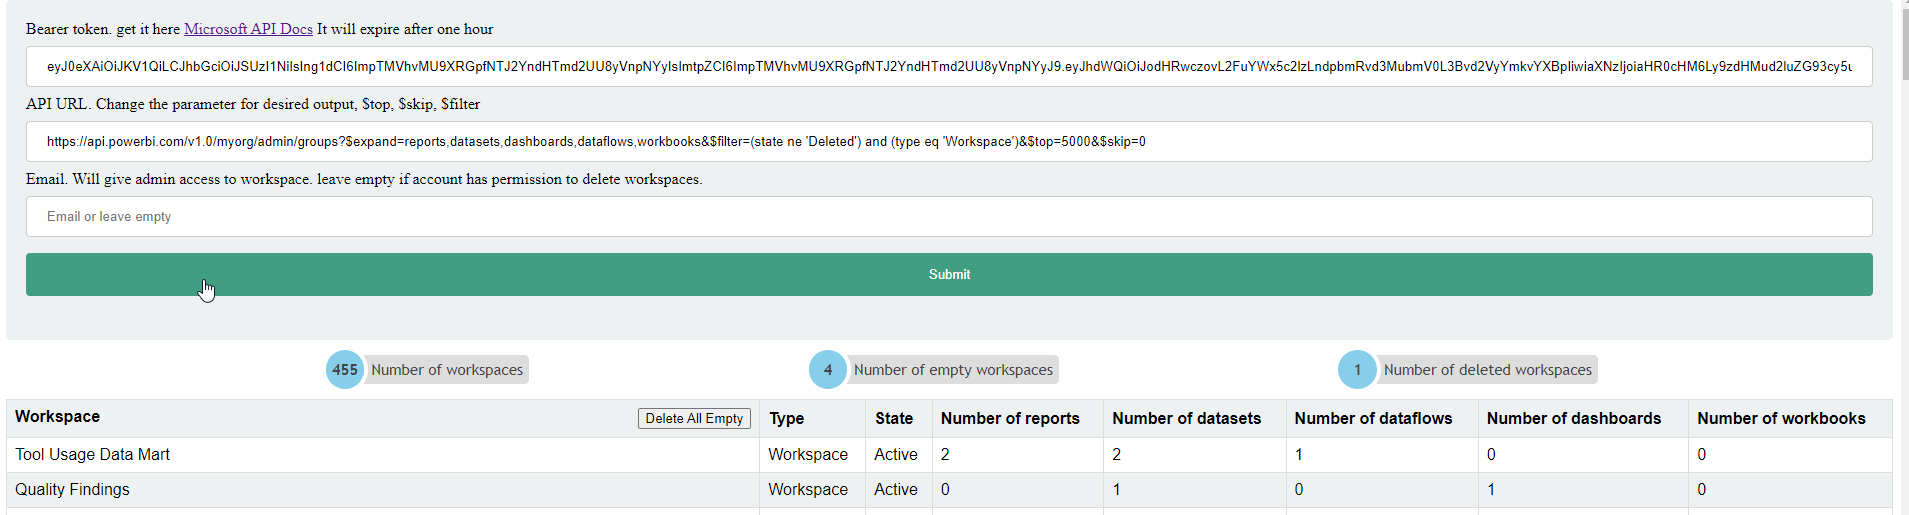 Bearer token. get it here Microsoft API Docs It will expire after one hour
API URL. Change the parameter for desired output, $top, $skip, $filter
https://api.powerbi.com/v1.0/myorg/admin/groups?$expand=reports,datasets,dashboards,dataflows,workbooks&$filter=(state ne 'Deleted') and (type eq 'Workspace')&$top=5000&$skip=0
Email. Will give admin access to workspace. leave empty if account has permission to delete workspaces.
Email or leave empty
Submit
455 Number of workspaces 4 Number of empty workspaces 1 Number of deleted workspaces
Workspace Delete All Empty Type State Number of reports Number of datasets Number of dataflows Number of dashboards Number of workbooks
Tool Usage Data Mart Workspace Active 2 2 1 0 0
Quality Findings Workspace Active 0 1 0 1 0